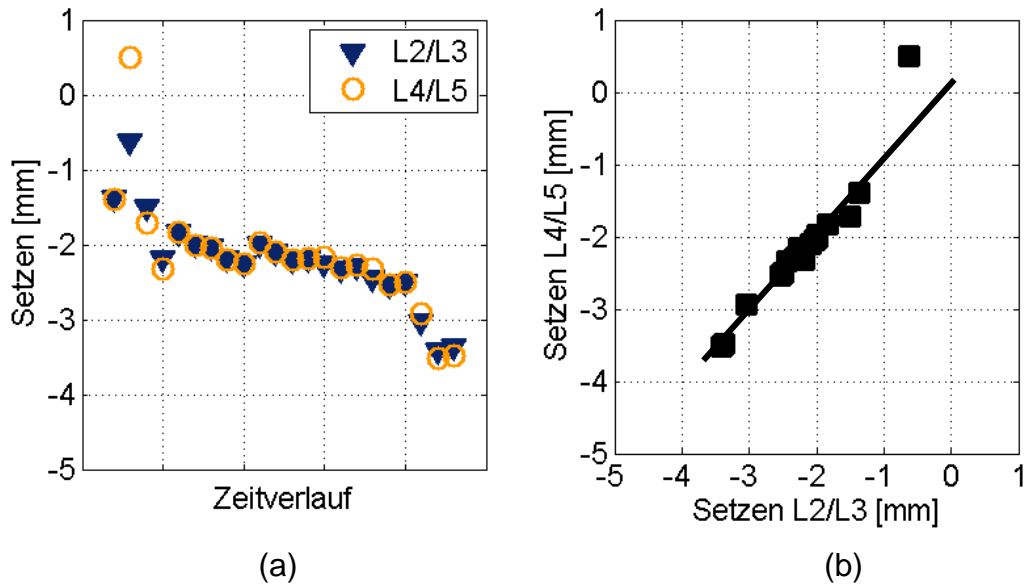 1
0
-1
-2
-3
-4
-5
Setzen [mm]
L2/L3
L4/L5
Zeitverlauf
(a)
1
0
-1
-2
-3
-4
-5
Setzen L4/L5 [mm]
-5 -4 -3 -2 -1 0 1
Setzen L2/L3 [mm]
(b)